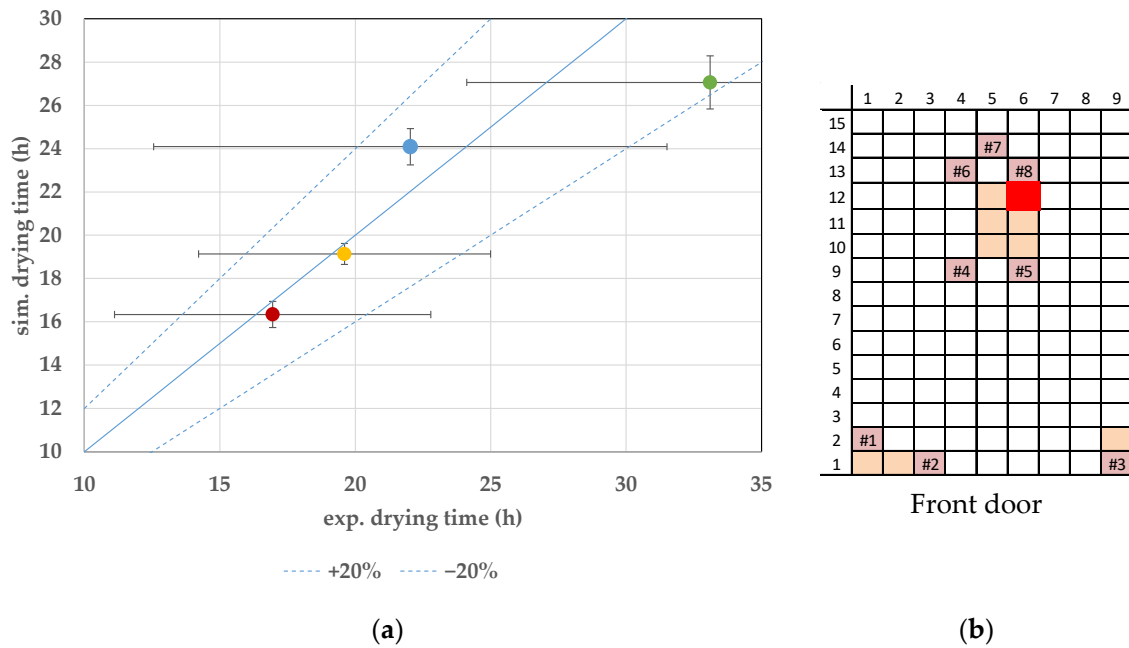 30
28
26
24
22
20
18
16
14
12
10
sim. drying time (h)
10 15 20 25 30 35
exp. drying time (h)
+20% −20%
(a)
1 2 3 4 5 6 7 8 9
15
14 #7
13 #6 #8
12
11
10
9 #4 #5
8
7
6
5
4
3
2 #1
1 #2 #3
Front door
(b)